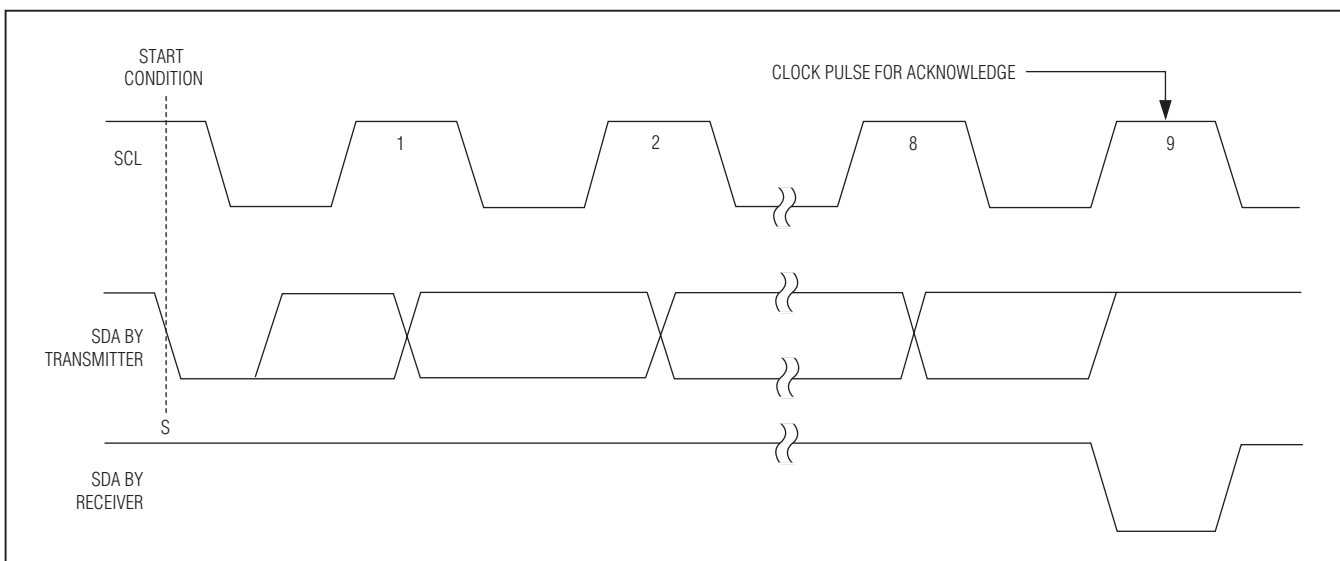 START
CONDITION
CLOCK PULSE FOR ACKNOWLEDGE
SCL
1
2
8
9
SDA BY
TRANSMITTER
S
SDA BY
RECEIVER